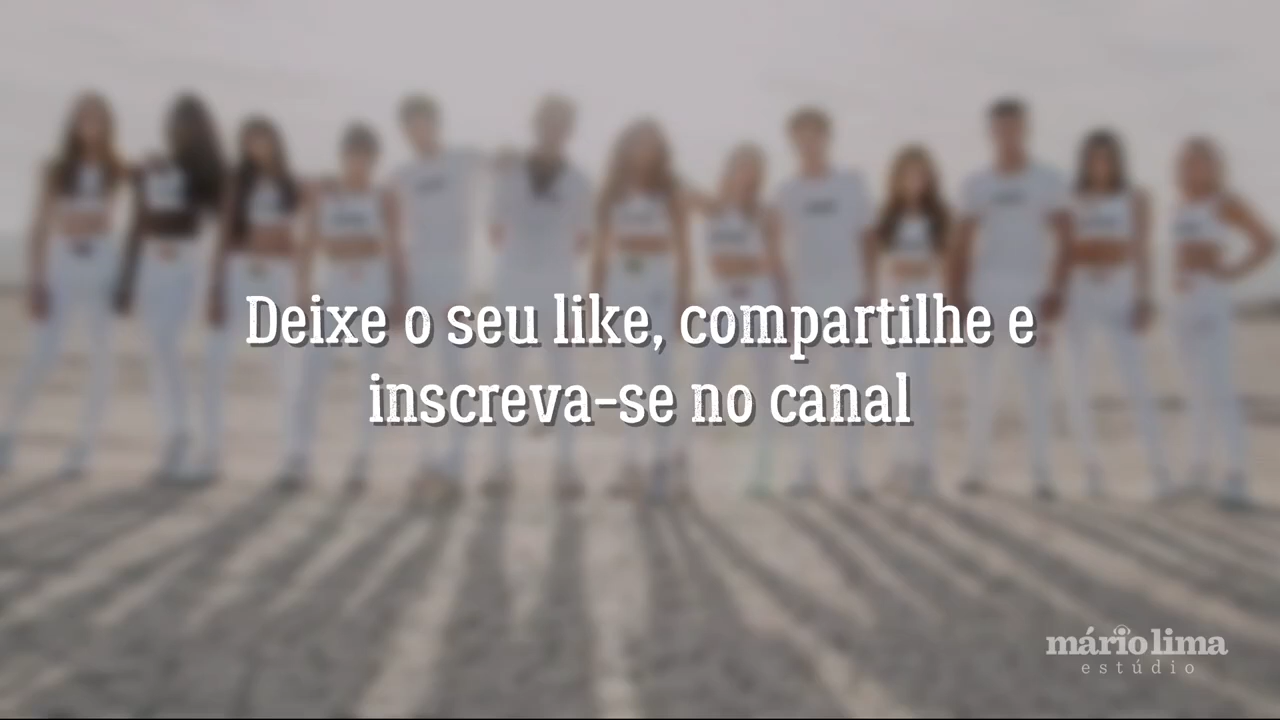 Deixe o seu like, compartilhe e
inscreva-se no canal
máriolima
estúdio